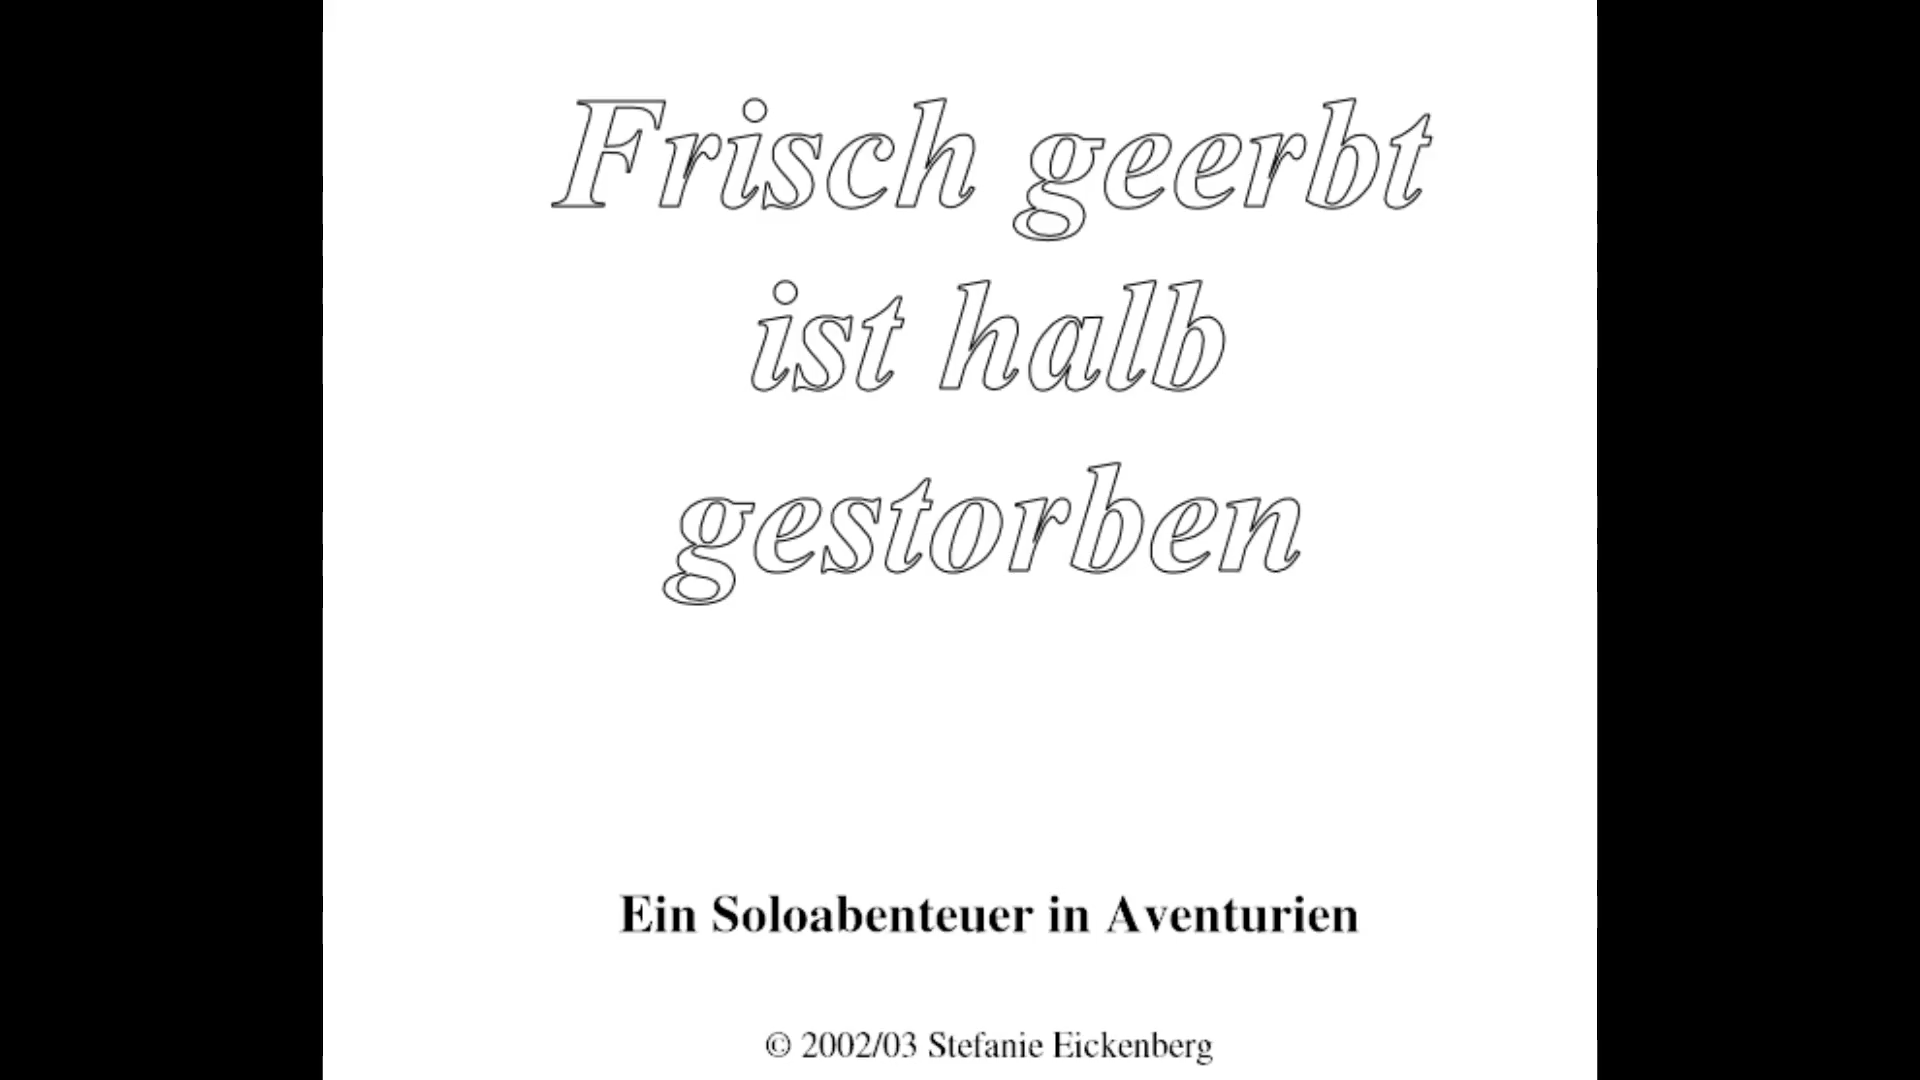 Frisch geerbt
ist halb
gestorben
Ein Soloabenteuer in Aventurien
© 2002/03 Stefanie Eickenberg